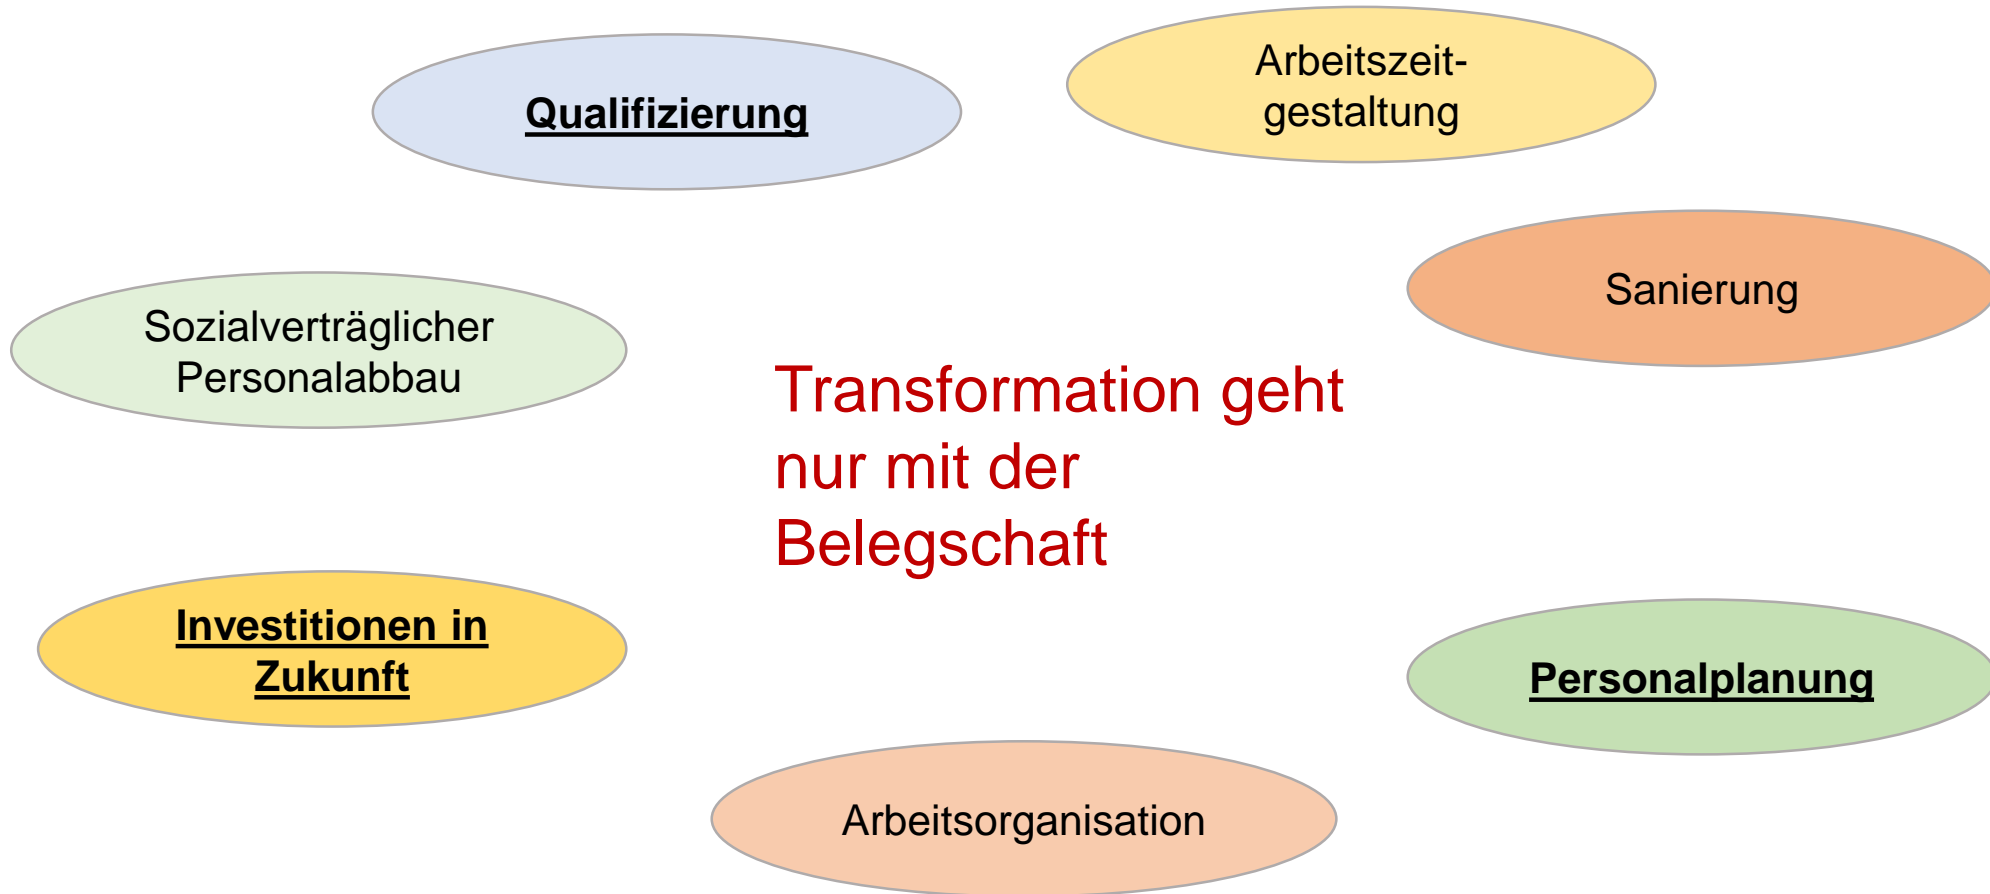 Qualifizierung
Arbeitszeit-
gestaltung
Sanierung
Sozialverträglicher
Personalabbau
Transformation geht
nur mit der
Belegschaft
Investitionen in
Zukunft
Personalplanung
Arbeitsorganisation